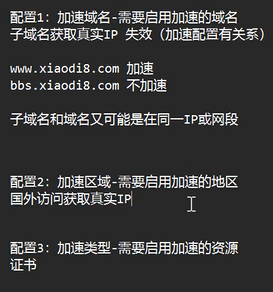 配置1：加速域名-需要启用加速的域名
子域名获取真实IP 失效（加速配置有关系）
www.xiaodi8.com 加速
bbs.xiaodi8.com 不加速
子域名和域名又可能是在同一IP或网段
配置2：加速区域-需要启用加速的地区
国外访问获取真实IP
配置3：加速类型-需要启用加速的资源
证书